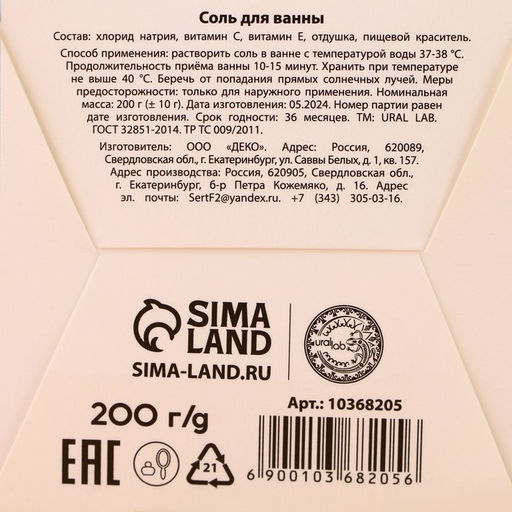 Соль для ванны
Состав: хлорид натрия, витамин С, витамин Е, отдушка, пищевой краситель.
Способ применения: растворить соль в ванне с температурой воды 37-38 °С.
Продолжительность приёма ванны 10-15 минут. Хранить при температуре
не выше 40 °С. Беречь от попадания прямых солнечных лучей. Меры
предосторожности: только для наружного применения. Номинальная
масса: 200 г (± 10 г). Дата изготовления: 05.2024. Номер партии равен
дате изготовления. Срок годности: 36 месяцев. ТМ: URAL LAB.
ГОСТ 32851-2014. ТР ТС 009/2011.
Изготовитель: ООО «ДЕКО». Адрес: Россия, 620089,
Свердловская обл., г. Екатеринбург, ул. Саввы Белых, д. 1, кв. 157.
Адрес производства: Россия, 620905, Свердловская обл.,
г. Екатеринбург, б-р Петра Кожемяко, д. 16. Адрес
эл. почты: SertF2@yandex.ru. +7 (343) 305-03-16.
SIMA
LAND
SIMA-LAND.RU
ural lab
200 г/g
Арт.: 10368205
EAC
21
6 900103 682056